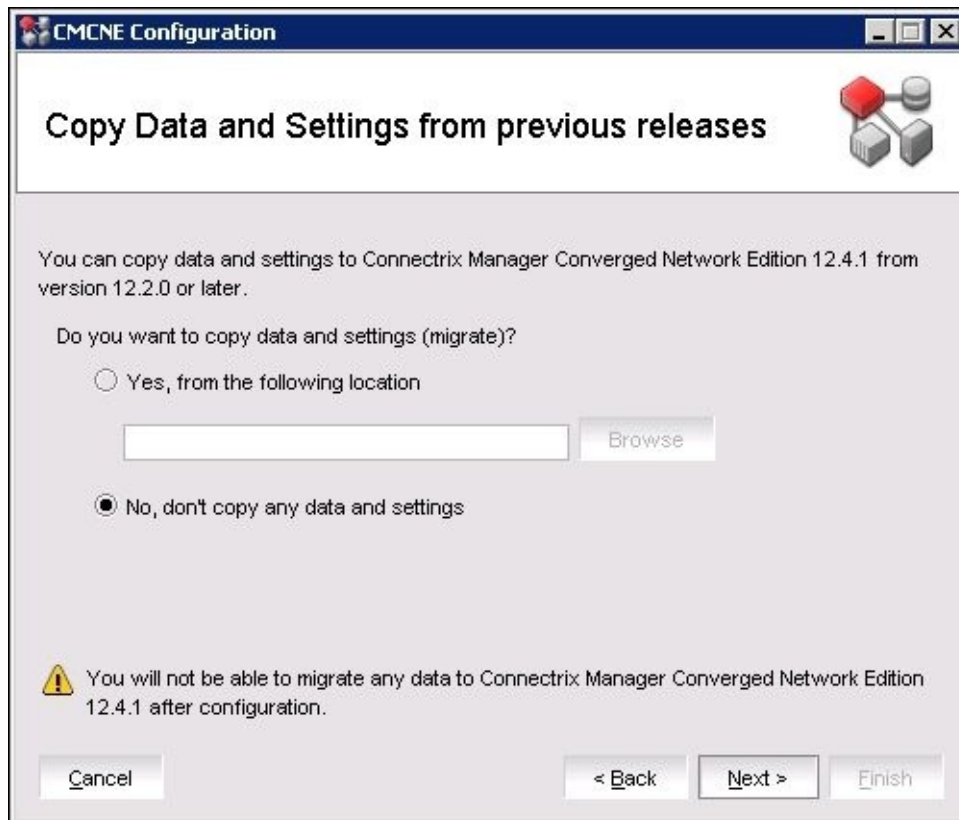 CMCNE Configuration
Copy Data and Settings from previous releases
You can copy data and settings to Connectrix Manager Converged Network Edition 12.4.1 from
version 12.2.0 or later.
Do you want to copy data and settings (migrate)?
Yes, from the following location
Browse
No, don't copy any data and settings
You will not be able to migrate any data to Connectrix Manager Converged Network Edition
12.4.1 after configuration.
Cancel
< Back
Next >
Finish